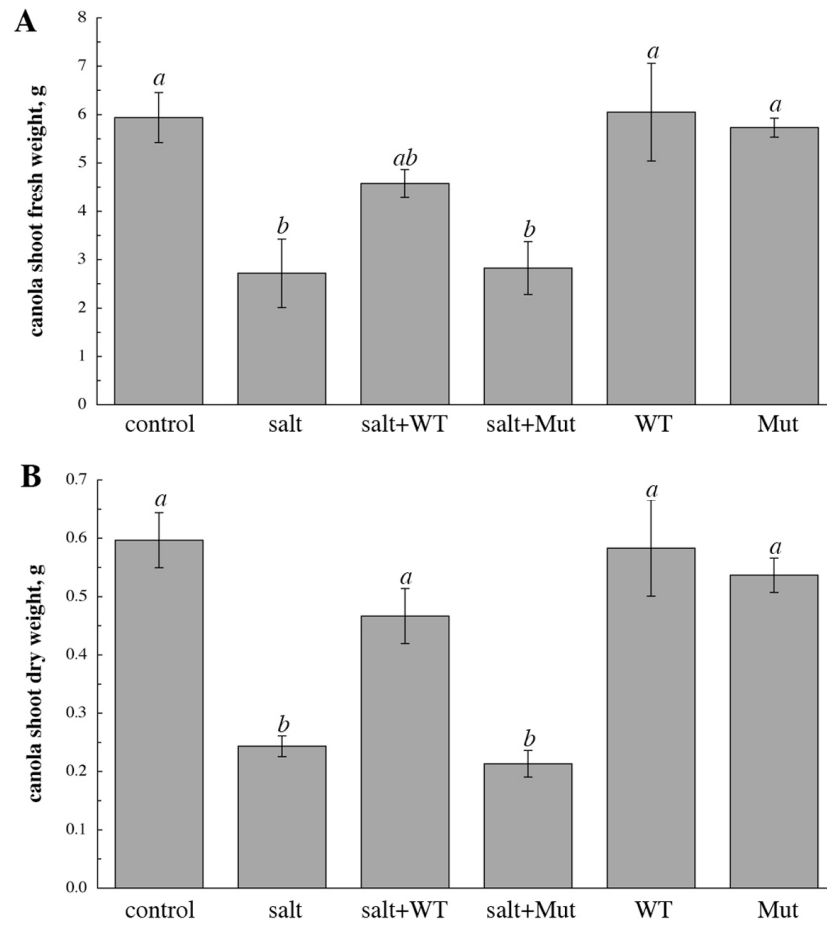 A
canola shoot fresh weight, g
8
7
6
5
4
3
2
1
0
a
b
ab
b
a
a
control salt salt+WT salt+Mut WT Mut
B
canola shoot dry weight, g
0.7
0.6
0.5
0.4
0.3
0.2
0.1
0.0
a
b
a
b
a
a
control salt salt+WT salt+Mut WT Mut